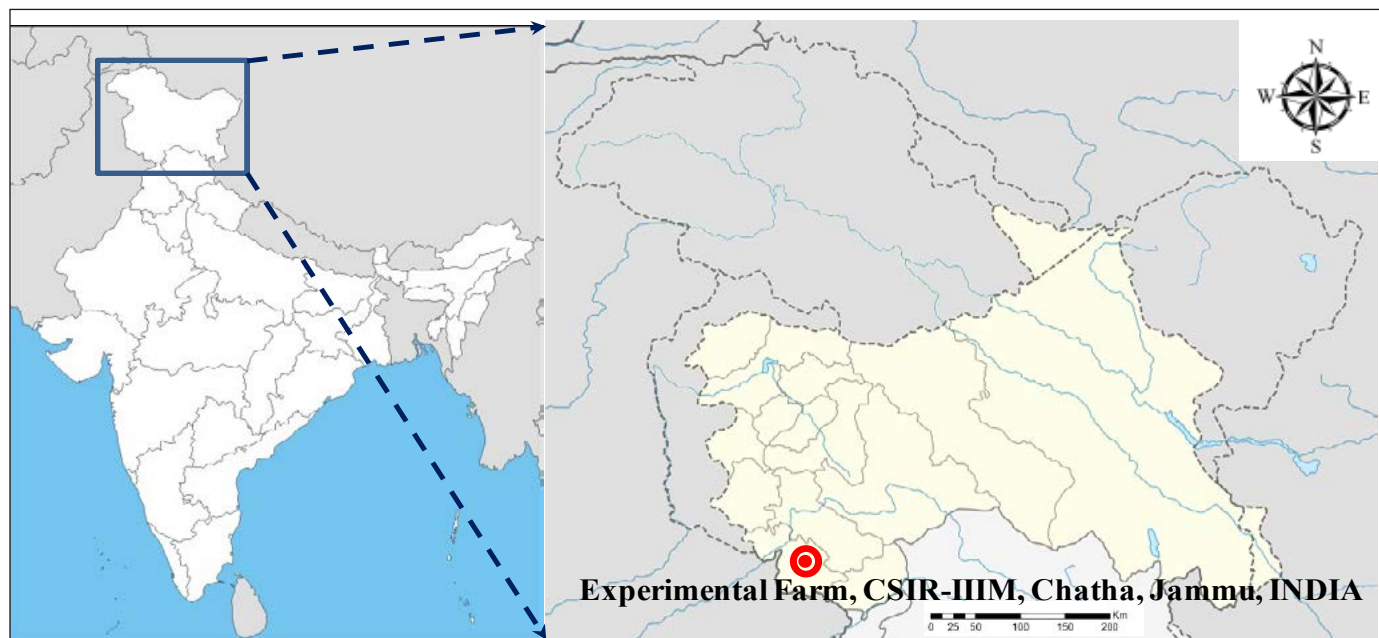 N
W E
S
Experimental Farm, CSIR-IIIM, Chatha, Jammu, INDIA
Km
0 25 50 100 150 200